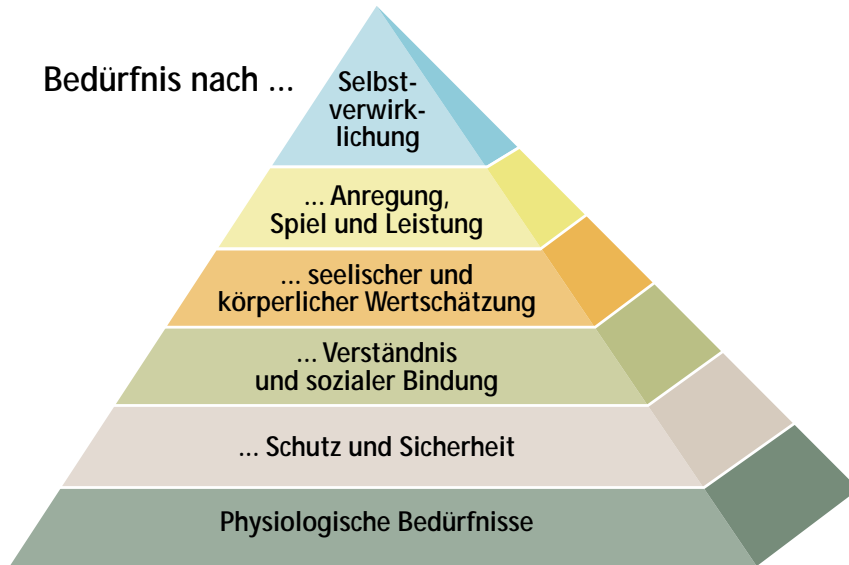 Bedürfnis nach ...
Selbst-
verwirk-
lichung
... Anregung,
Spiel und Leistung
... seelischer und
körperlicher Wertschätzung
... Verständnis
und sozialer Bindung
... Schutz und Sicherheit
Physiologische Bedürfnisse